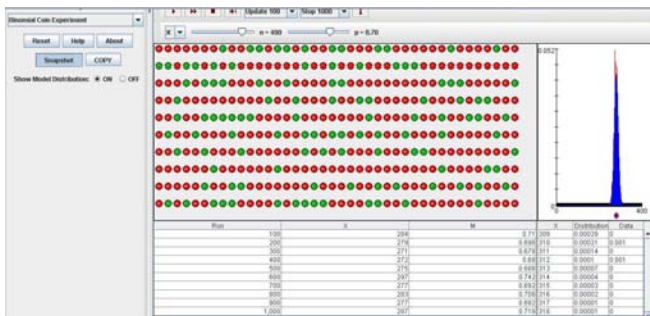 Binomial Coin Experiment
Update 100 Stop 1000
Reset Help About
X n = 400 p = 0.70
Snapshot COPY
Show Model Distribution: ON OFF
0.052
0 400
Run X M X Distribution Data
100 284 0.71 309 0.00029 0
200 279 0.698 310 0.00021 0.001
300 271 0.678 311 0.00014 0
400 272 0.68 312 0.0001 0.001
500 275 0.688 313 0.00007 0
600 297 0.742 314 0.00004 0
700 277 0.692 315 0.00003 0
800 283 0.708 316 0.00002 0
900 277 0.692 317 0.00001 0
1,000 287 0.718 318 0.00001 0